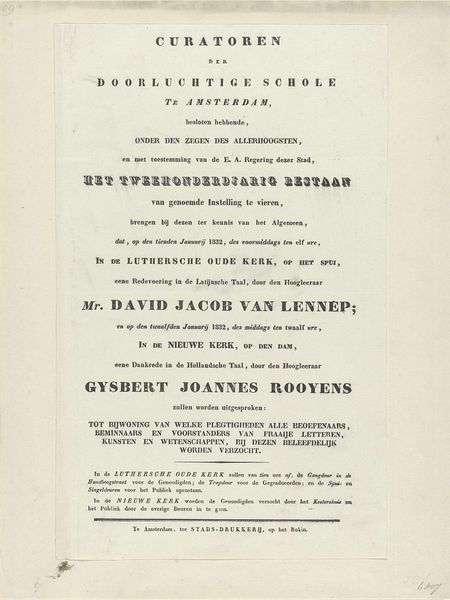 CURATOREN
DER
DOORLUCHTIGE SCHOLE
TE AMSTERDAM,
besloten hebbende,
ONDER DEN ZEGEN DES ALLERHOOGSTEN,
en met toestemming van de E. A. Regering dezer Stad,
HET TWEEHONDERDJARIG BESTAAN
van genoemde Instelling te vieren,
brengen bij dezen ter kennis van het Algemeen,
dat, op den tienden Januarij 1832, des voormiddags ten elf ure,
IN DE LUTHERSCHE OUDE KERK, OP HET SPUI,
eene Redevoering in de Latijnsche Taal, door den Hoogleeraar
Mr. DAVID JACOB VAN LENNEP;
en op den twaalfden Januarij 1832, des middags ten twaalf ure,
IN DE NIEUWE KERK, OP DEN DAM,
eene Dankrede in de Hollandsche Taal, door den Hoogleeraar
GYSBERT JOANNES ROOYENS
zullen worden uitgesproken:
TOT BIJWONING VAN WELKE PLEGTIGHEDEN ALLE BEOEFENAARS,
BEMINNAARS EN VOORSTANDERS VAN FRAAIJE LETTEREN,
KUNSTEN EN WETENSCHAPPEN, BIJ DEZEN BELEEFDELIJK
WORDEN VERZOCHT.
In de LUTHERSCHE OUDE KERK zullen van tien ure af, de Gangdeur in de
Handboogstraat voor de Genoodigden; de Trapdeur voor de Gegradueerden; en de Spui- en
Singeldeuren voor het Publiek openstaan.
In de NIEUWE KERK worden de Genoodigden verzocht door het Kostershuis en
het Publiek door de overige Deuren in te gaan.
Te Amsterdam, ter STADS-DRUKKERIJ, op het Rokin.